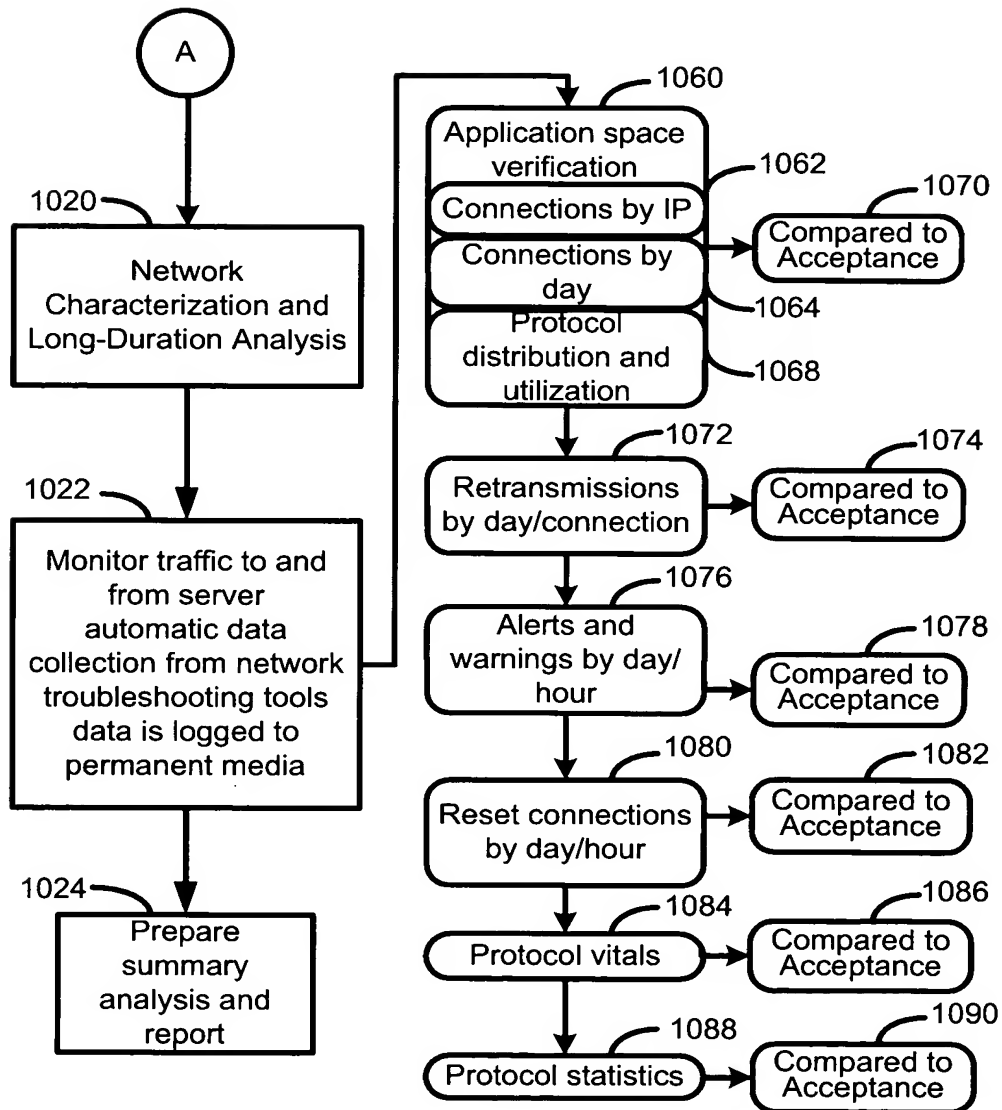 A
1020
Network
Characterization and
Long-Duration Analysis
1022
Monitor traffic to and
from server
automatic data
collection from network
troubleshooting tools
data is logged to
permanent media
1024
Prepare
summary
analysis and
report
1060
Application space
verification
1062
Connections by IP
Connections by
day
1064
Protocol
distribution and
utilization
1068
1070
Compared to
Acceptance
1072
Retransmissions
by day/connection
1074
Compared to
Acceptance
1076
Alerts and
warnings by day/
hour
1078
Compared to
Acceptance
1080
Reset connections
by day/hour
1082
Compared to
Acceptance
1084
Protocol vitals
1086
Compared to
Acceptance
1088
Protocol statistics
1090
Compared to
Acceptance